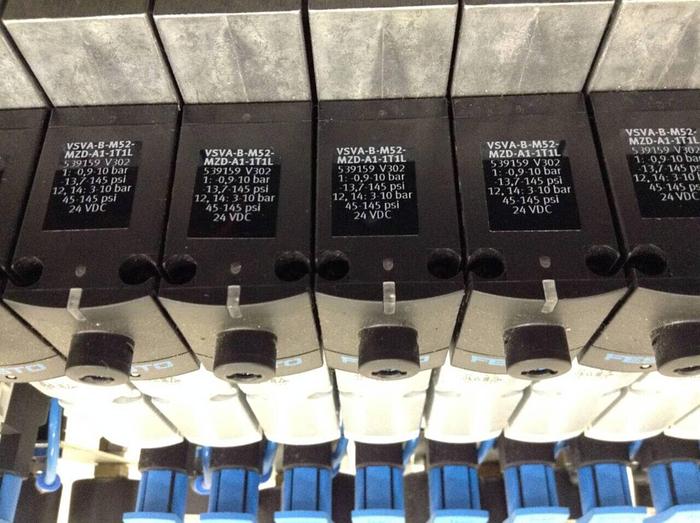 VSVA-B-M52-
MZD-A1-1T1L
539159 V302
1: -0,9-10 bar
-13,7-145 psi
12, 14: 3-10 bar
45-145 psi
24 VDC
VSVA-B-M52-
MZD-A1-1T1L
539159 V302
1: -0,9-10 bar
-13,7-145 psi
12, 14: 3-10 bar
45-145 psi
24 VDC
VSVA-B-M52-
MZD-A1-1T1L
539159 V302
1: -0,9-10 bar
-13,7-145 psi
12, 14: 3-10 bar
45-145 psi
24 VDC
VSVA-B-M52-
MZD-A1-1T1L
539159 V302
1: -0,9-10 bar
-13,7-145 psi
12, 14: 3-10 bar
45-145 psi
24 VDC
VSVA-B-M52-
MZD-A1-1T1L
539159 V302
1: -0,9-10 bar
-13,7-145 psi
12, 14: 3-10 bar
45-145 psi
24 VDC